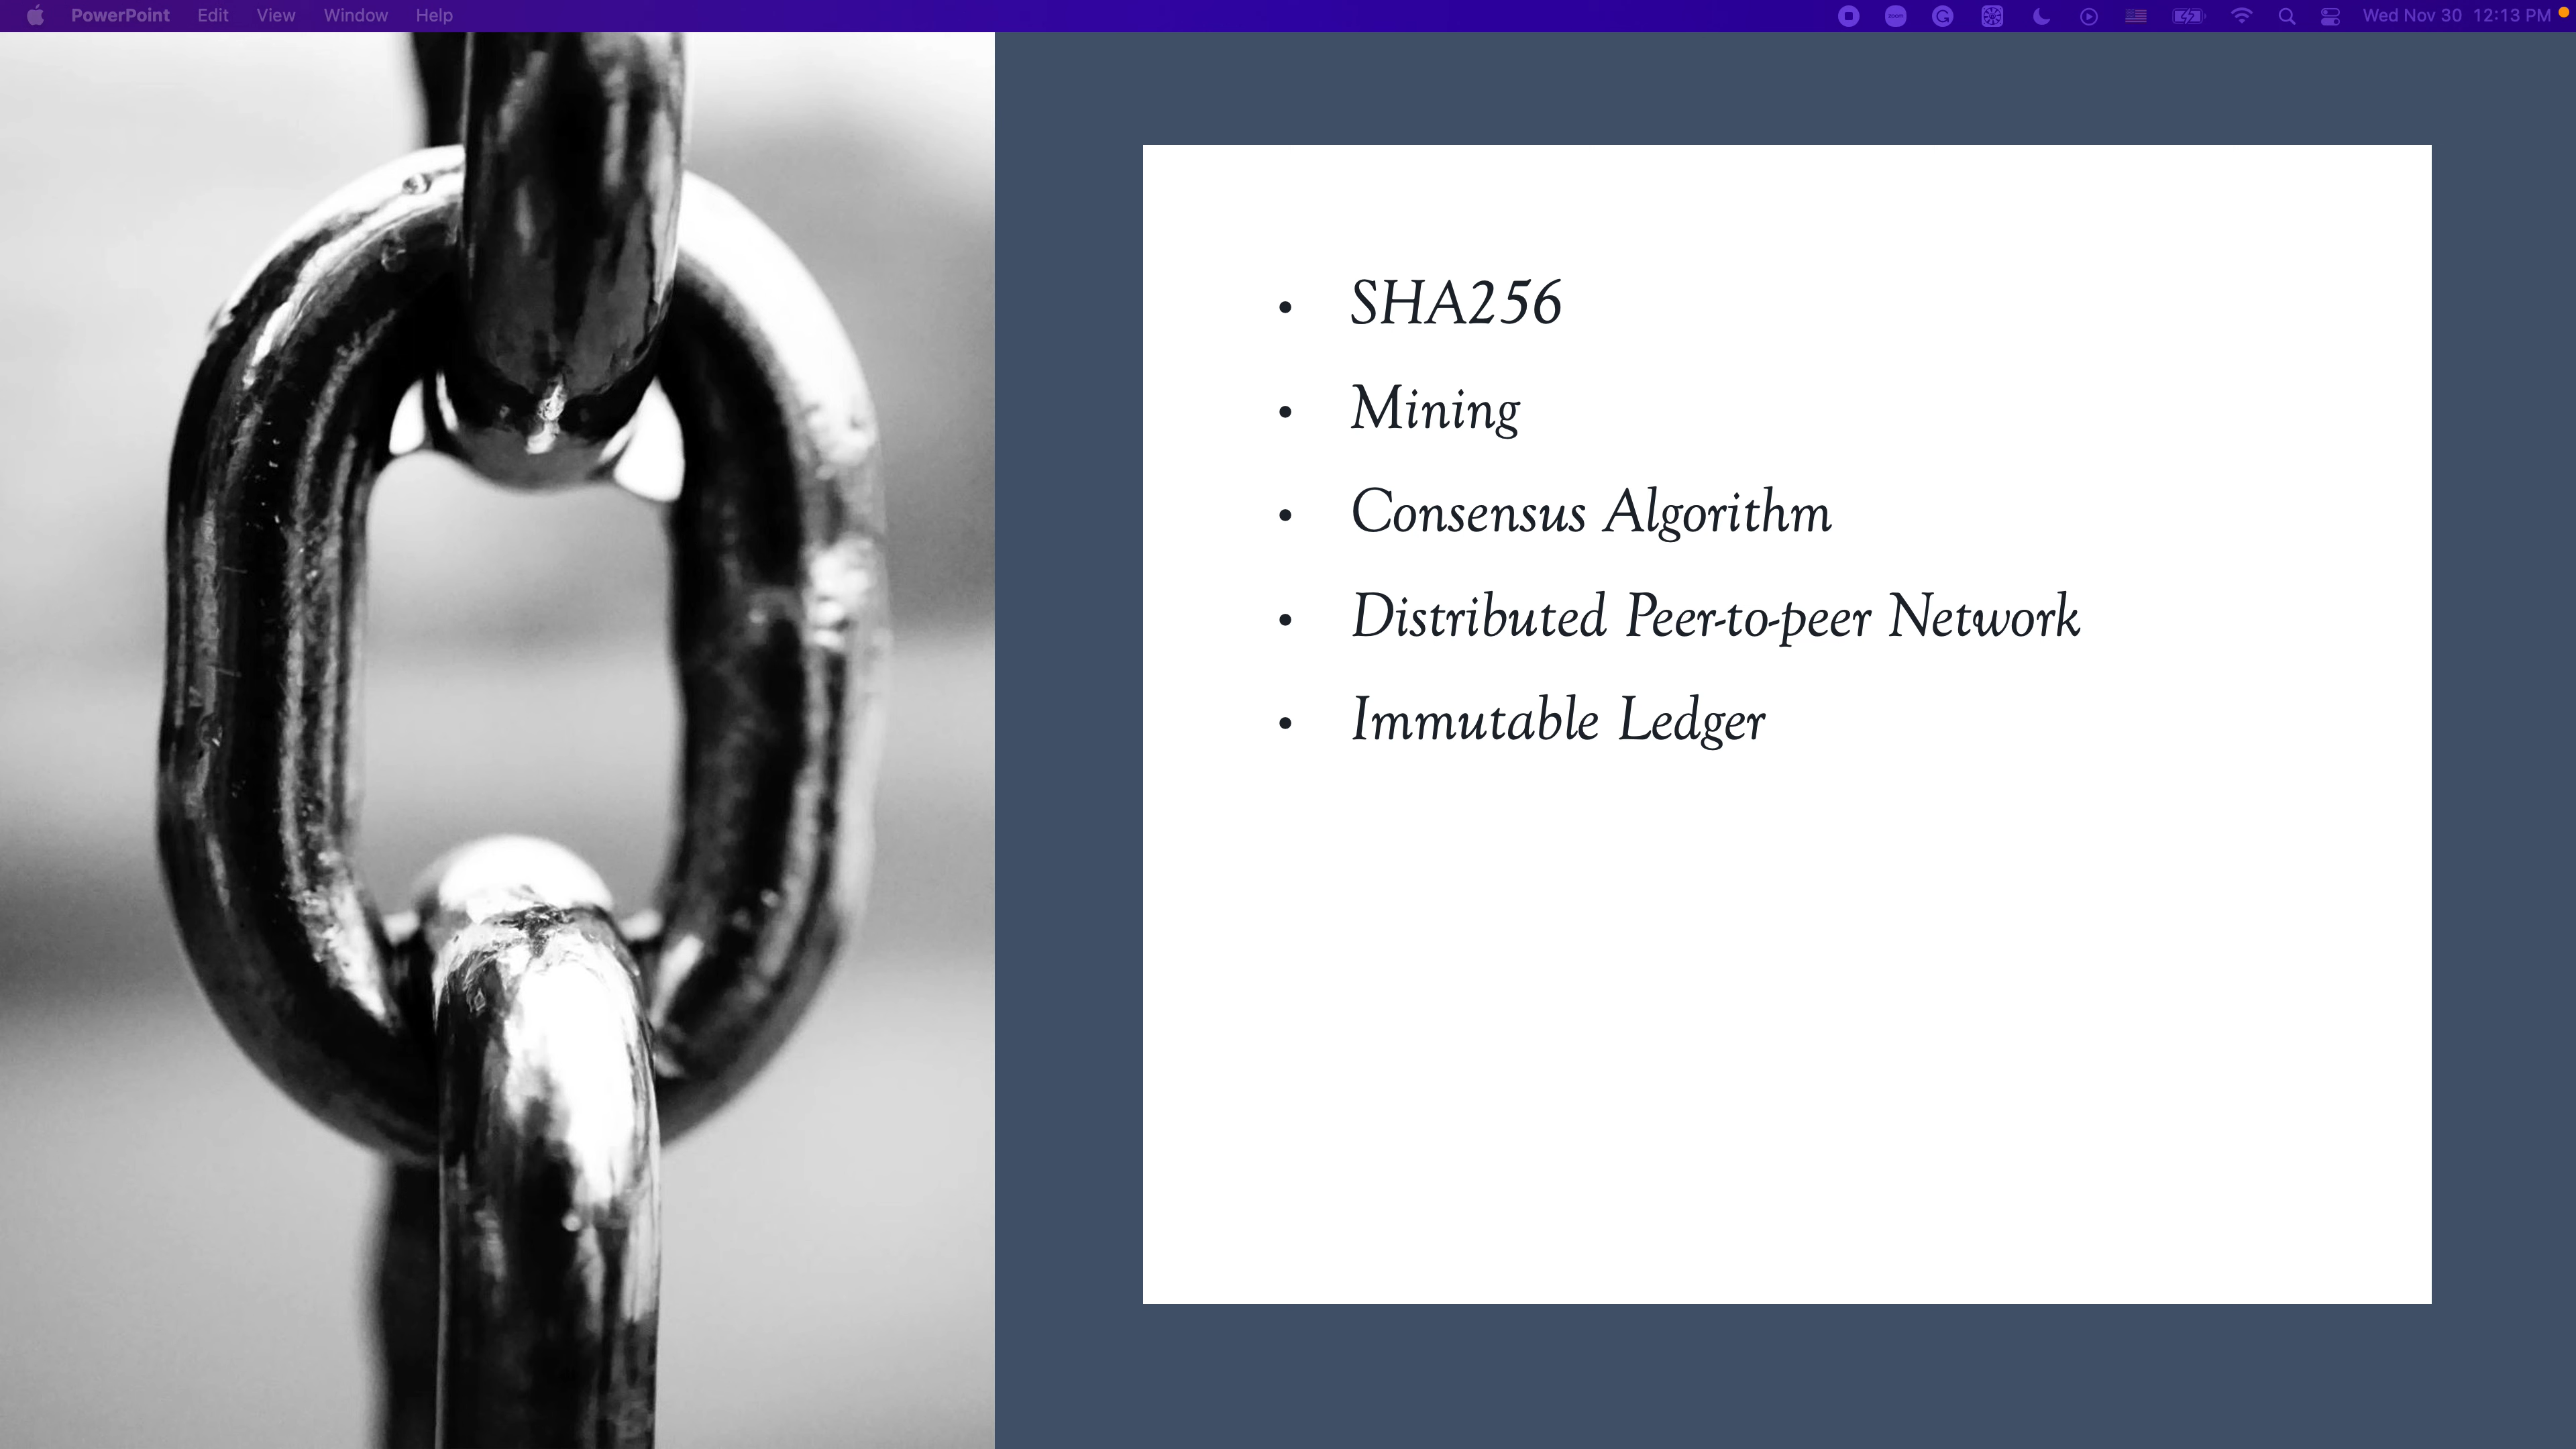 PowerPoint Edit View Window Help
zoom
Wed Nov 30 12:13 PM
• SHA256
• Mining
• Consensus Algorithm
• Distributed Peer-to-peer Network
• Immutable Ledger